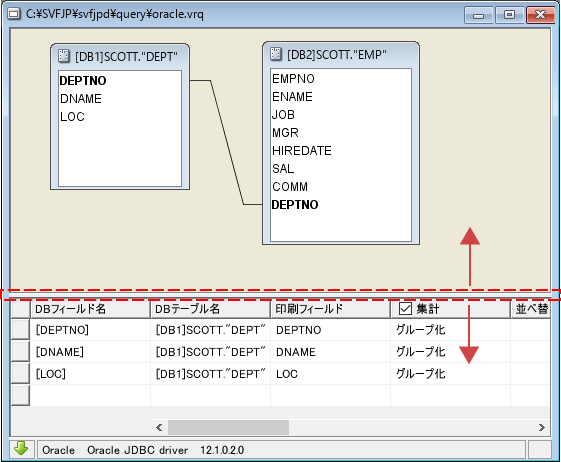 C:¥SVFJP¥svfjpd¥query¥oracle.vrq
[DB1]SCOTT."DEPT"
DEPTNO
DNAME
LOC
[DB2]SCOTT."EMP"
EMPNO
ENAME
JOB
MGR
HIREDATE
SAL
COMM
DEPTNO
DBフィールド名 DBテーブル名 印刷フィールド 集計 並べ替
[DEPTNO] [DB1]SCOTT."DEPT" DEPTNO グループ化
[DNAME] [DB1]SCOTT."DEPT" DNAME グループ化
[LOC] [DB1]SCOTT."DEPT" LOC グループ化
Oracle Oracle JDBC driver 12.1.0.2.0